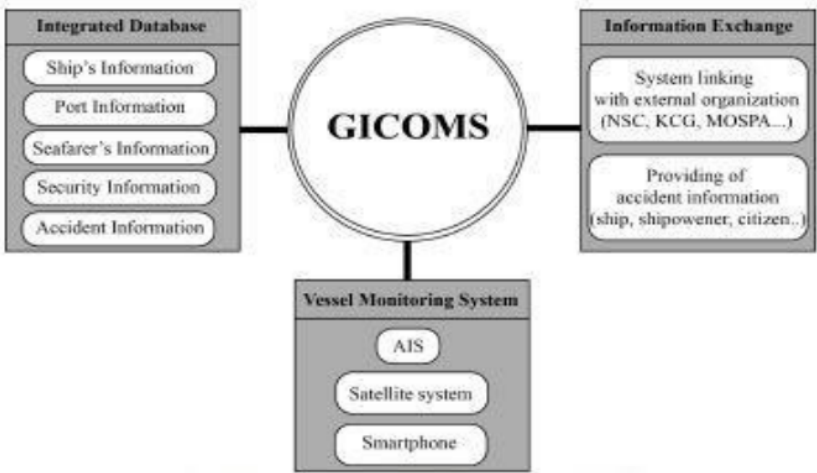 Integrated Database
Ship's Information
Port Information
Seafarer's Information
Security Information
Accident Information
GICOMS
Information Exchange
System linking
with external organization
(NSC, KCG, MOSPA...)
Providing of
accident information
(ship, shipowener, citizen..)
Vessel Monitoring System
AIS
Satellite system
Smartphone